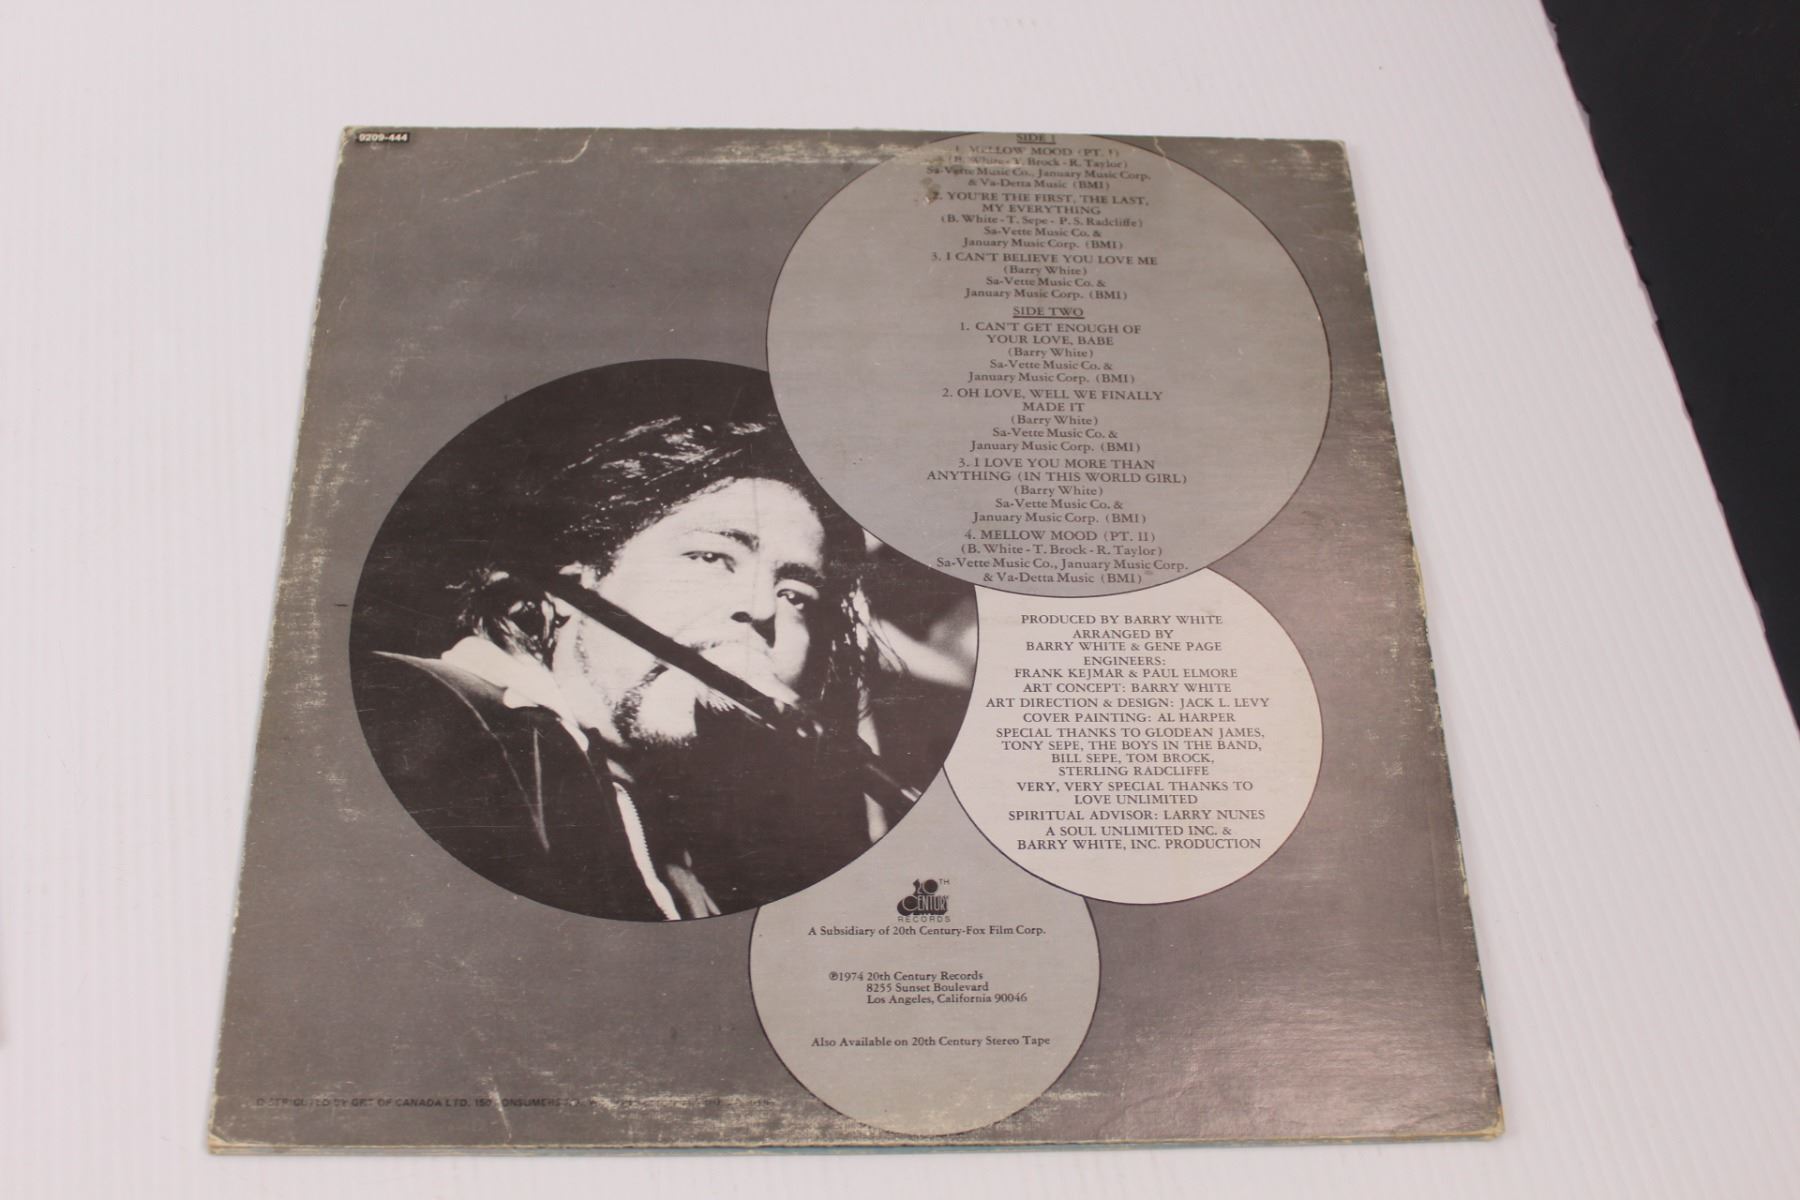 9209-444
SIDE 1
1. MELLOW MOOD (PT. I)
(B. White - T. Brock - R. Taylor)
Sa-Vette Music Co., January Music Corp.
& Va-Detta Music (BMI)
2. YOU'RE THE FIRST, THE LAST,
MY EVERYTHING
(B. White - T. Sepe - P. S. Radcliffe)
Sa-Vette Music Co. &
January Music Corp. (BMI)
3. I CAN'T BELIEVE YOU LOVE ME
(Barry White)
Sa-Vette Music Co. &
January Music Corp. (BMI)
SIDE TWO
1. CAN'T GET ENOUGH OF
YOUR LOVE, BABE
(Barry White)
Sa-Vette Music Co. &
January Music Corp. (BMI)
2. OH LOVE, WELL WE FINALLY
MADE IT
(Barry White)
Sa-Vette Music Co. &
January Music Corp. (BMI)
3. I LOVE YOU MORE THAN
ANYTHING (IN THIS WORLD GIRL)
(Barry White)
Sa-Vette Music Co. &
January Music Corp. (BMI)
4. MELLOW MOOD (PT. II)
(B. White - T. Brock - R. Taylor)
Sa-Vette Music Co., January Music Corp.
& Va-Detta Music (BMI)
PRODUCED BY BARRY WHITE
ARRANGED BY
BARRY WHITE & GENE PAGE
ENGINEERS:
FRANK KEJMAR & PAUL ELMORE
ART CONCEPT: BARRY WHITE
ART DIRECTION & DESIGN: JACK L. LEVY
COVER PAINTING: AL HARPER
SPECIAL THANKS TO GLODEAN JAMES,
TONY SEPE, THE BOYS IN THE BAND,
BILL SEPE, TOM BROCK,
STERLING RADCLIFFE
VERY, VERY SPECIAL THANKS TO
LOVE UNLIMITED
SPIRITUAL ADVISOR: LARRY NUNES
A SOUL UNLIMITED INC. &
BARRY WHITE, INC. PRODUCTION
20TH
CENTURY
RECORDS
A Subsidiary of 20th Century-Fox Film Corp.
℗1974 20th Century Records
8255 Sunset Boulevard
Los Angeles, California 90046
Also Available on 20th Century Stereo Tape
DISTRIBUTED BY GRT OF CANADA LTD. 150 CONSUMERS